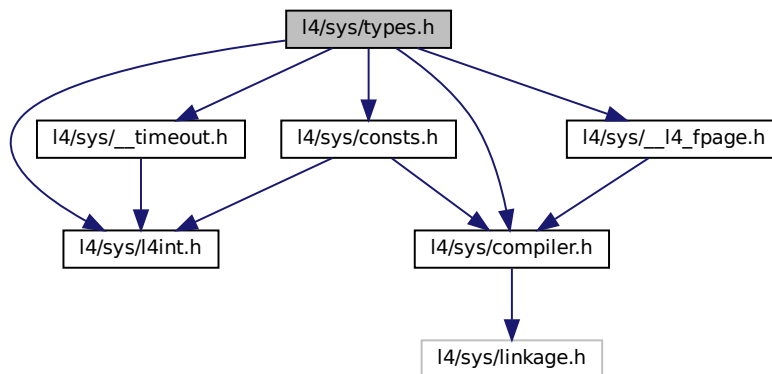 l4/sys/types.h
l4/sys/__timeout.h
l4/sys/consts.h
l4/sys/__l4_fpage.h
l4/sys/l4int.h
l4/sys/compiler.h
l4/sys/linkage.h